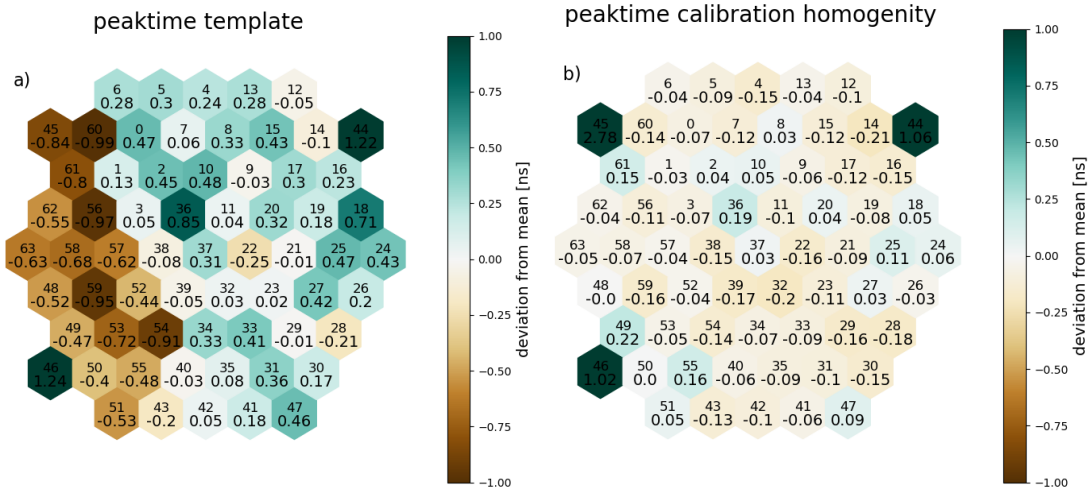 peaktime template
a)
6 5 4 13 12
0.28 0.3 0.24 0.28 -0.05
45 60 0 7 8 15 14 44
-0.84 -0.99 0.47 0.06 0.33 0.43 -0.1 1.22
61 1 2 10 9 17 16
-0.8 0.13 0.45 0.48 -0.03 0.3 0.23
62 56 3 36 11 20 19 18
-0.55 -0.97 0.05 0.85 0.04 0.32 0.18 0.71
63 58 57 38 37 22 21 25 24
-0.63 -0.68 -0.62 -0.08 0.31 -0.25 -0.01 0.47 0.43
48 59 52 39 32 23 27 26
-0.52 -0.95 -0.44 -0.05 0.03 0.02 0.42 0.2
49 53 54 34 33 29 28
-0.47 -0.72 -0.91 0.33 0.41 -0.01 -0.21
46 50 55 40 35 31 30
1.24 -0.4 -0.48 -0.03 0.08 0.36 0.17
51 43 42 41 47
-0.53 -0.2 0.05 0.18 0.46
1.00
0.75
0.50
0.25
0.00
−0.25
−0.50
−0.75
−1.00
deviation from mean [ns]
peaktime calibration homogenity
b)
6 5 4 13 12
-0.04 -0.09 -0.15 -0.04 -0.1
45 60 0 7 8 15 14 44
2.78 -0.14 -0.07 -0.12 0.03 -0.12 -0.21 1.06
61 1 2 10 9 17 16
0.15 -0.03 0.04 0.05 -0.06 -0.12 -0.15
62 56 3 36 11 20 19 18
-0.04 -0.11 -0.07 0.19 -0.1 0.04 -0.08 0.05
63 58 57 38 37 22 21 25 24
-0.05 -0.07 -0.04 -0.15 0.03 -0.16 -0.09 0.11 0.06
48 59 52 39 32 23 27 26
-0.0 -0.16 -0.04 -0.17 -0.2 -0.11 0.03 -0.03
49 53 54 34 33 29 28
0.22 -0.05 -0.14 -0.07 -0.09 -0.16 -0.18
46 50 55 40 35 31 30
1.02 0.0 0.16 -0.06 -0.09 -0.1 -0.15
51 43 42 41 47
0.05 -0.13 -0.1 -0.06 0.09
1.00
0.75
0.50
0.25
0.00
−0.25
−0.50
−0.75
−1.00
deviation from mean [ns]